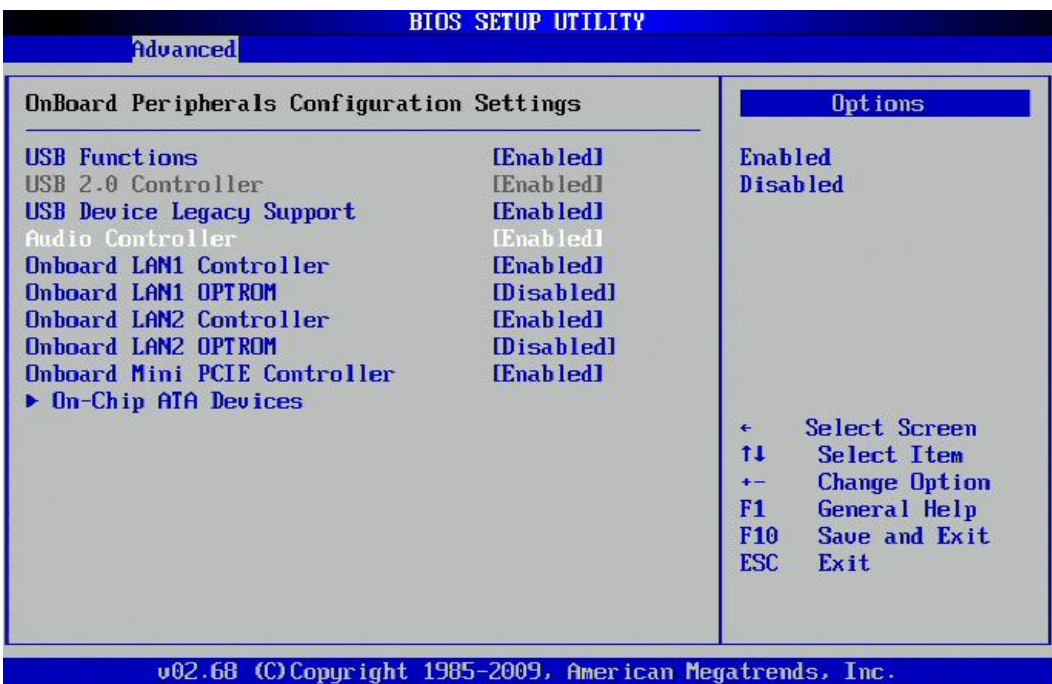 BIOS SETUP UTILITY
Advanced
OnBoard Peripherals Configuration Settings
USB Functions [Enabled]
USB 2.0 Controller [Enabled]
USB Device Legacy Support [Enabled]
Audio Controller [Enabled]
Onboard LAN1 Controller [Enabled]
Onboard LAN1 OPTROM [Disabled]
Onboard LAN2 Controller [Enabled]
Onboard LAN2 OPTROM [Disabled]
Onboard Mini PCIE Controller [Enabled]
▶ On-Chip ATA Devices
Options
Enabled
Disabled
← Select Screen
↑↓ Select Item
+- Change Option
F1 General Help
F10 Save and Exit
ESC Exit
v02.68 (C)Copyright 1985-2009, American Megatrends, Inc.